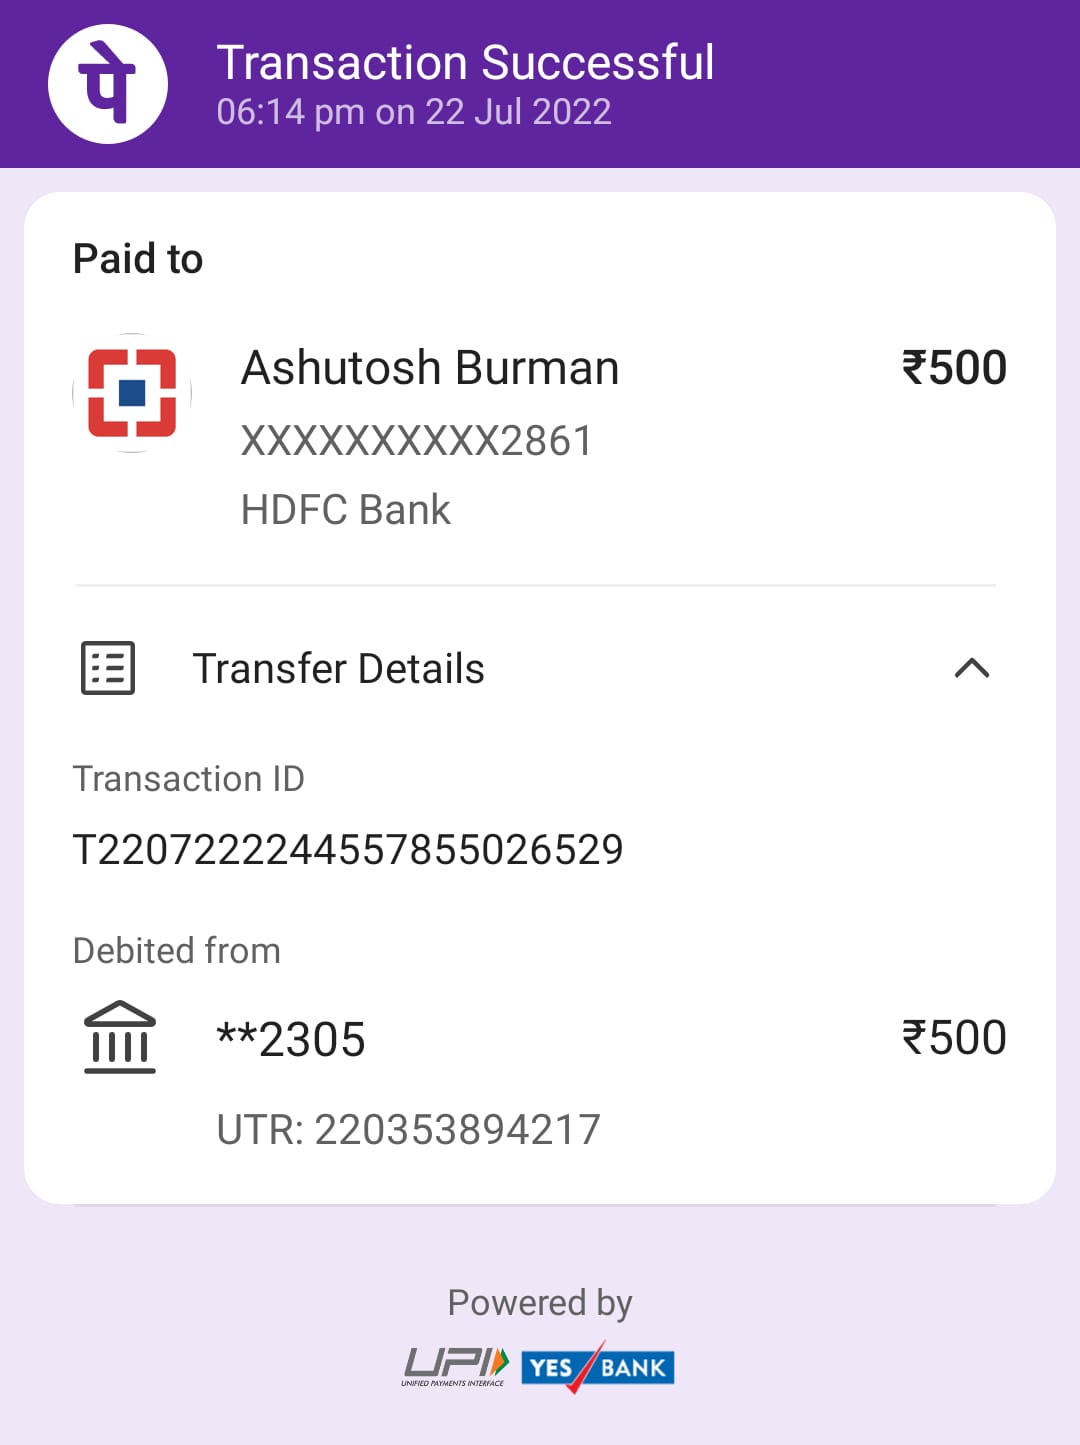 पे
Transaction Successful
06:14 pm on 22 Jul 2022
Paid to
Ashutosh Burman
₹500
XXXXXXXXXX2861
HDFC Bank
Transfer Details
Transaction ID
T2207222244557855026529
Debited from
**2305
₹500
UTR: 220353894217
Powered by
UPI
UNIFIED PAYMENTS INTERFACE
YES BANK